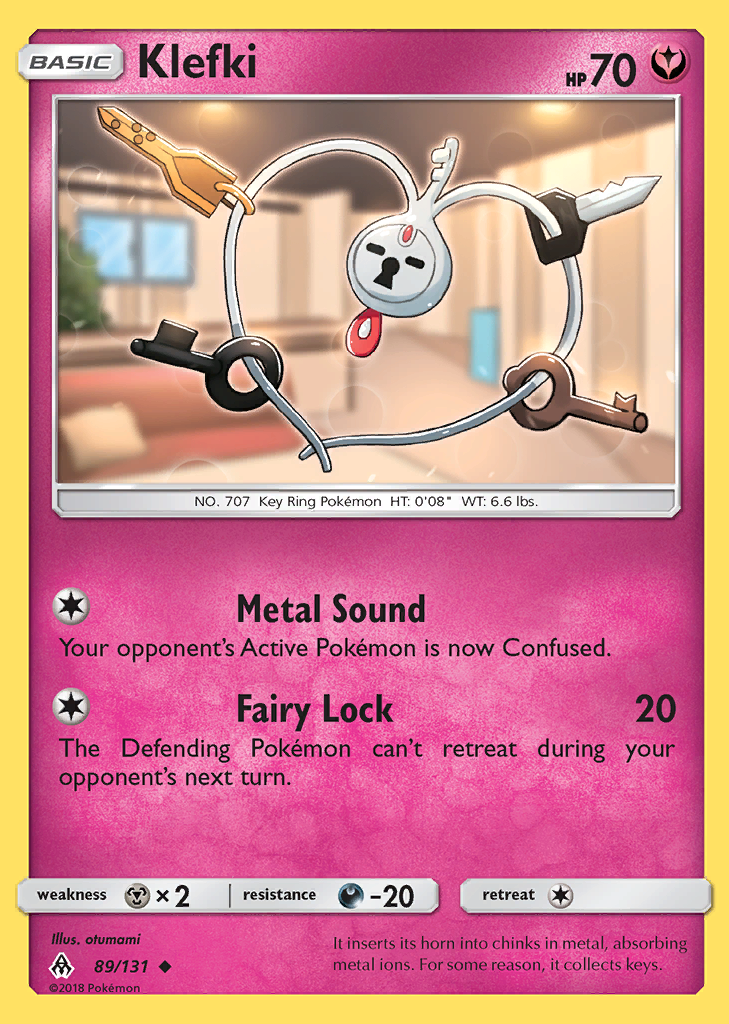 BASIC Klefki HP70
NO. 707 Key Ring Pokémon HT: 0'08" WT: 6.6 lbs.
Metal Sound
Your opponent's Active Pokémon is now Confused.
Fairy Lock 20
The Defending Pokémon can't retreat during your
opponent's next turn.
weakness ×2 resistance -20 retreat
Illus. otumami
89/131
©2018 Pokémon
It inserts its horn into chinks in metal, absorbing
metal ions. For some reason, it collects keys.